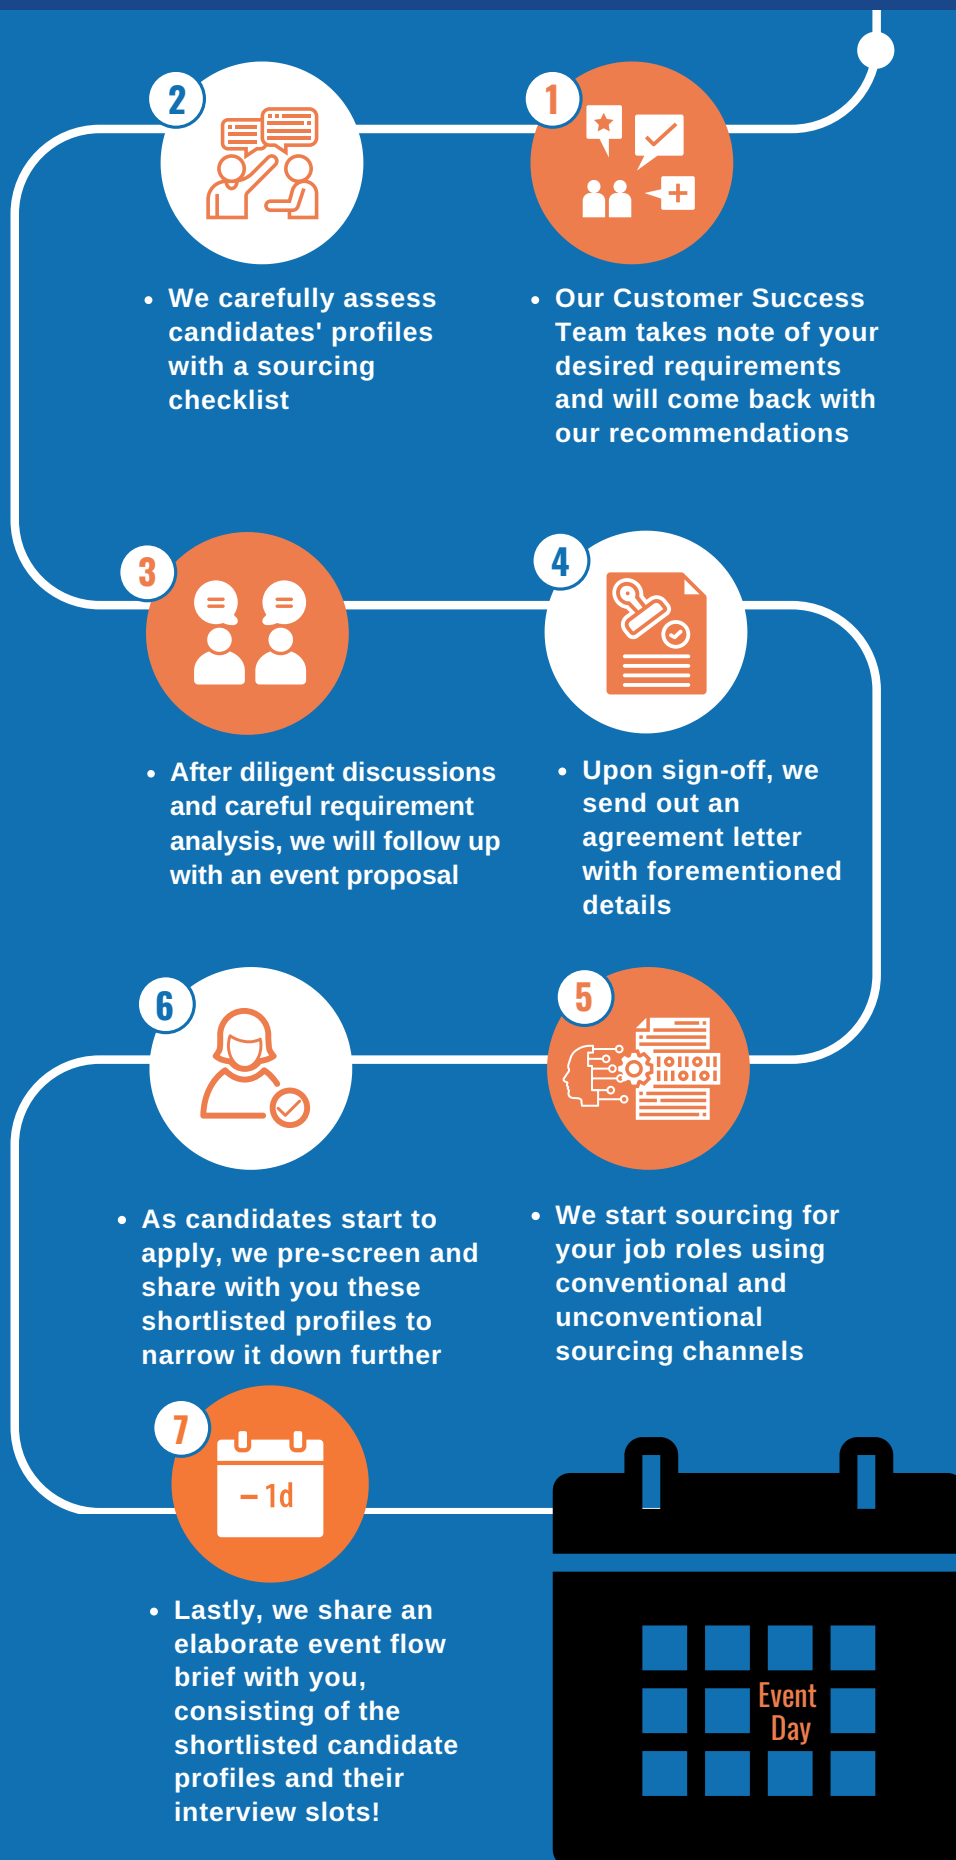 1
Our Customer Success
Team takes note of your
desired requirements
and will come back with
our recommendations
2
We carefully assess
candidates' profiles
with a sourcing
checklist
3
After diligent discussions
and careful requirement
analysis, we will follow up
with an event proposal
4
Upon sign-off, we
send out an
agreement letter
with forementioned
details
5
We start sourcing for
your job roles using
conventional and
unconventional
sourcing channels
6
As candidates start to
apply, we pre-screen and
share with you these
shortlisted profiles to
narrow it down further
7
– 1d
Lastly, we share an
elaborate event flow
brief with you,
consisting of the
shortlisted candidate
profiles and their
interview slots!
Event
Day